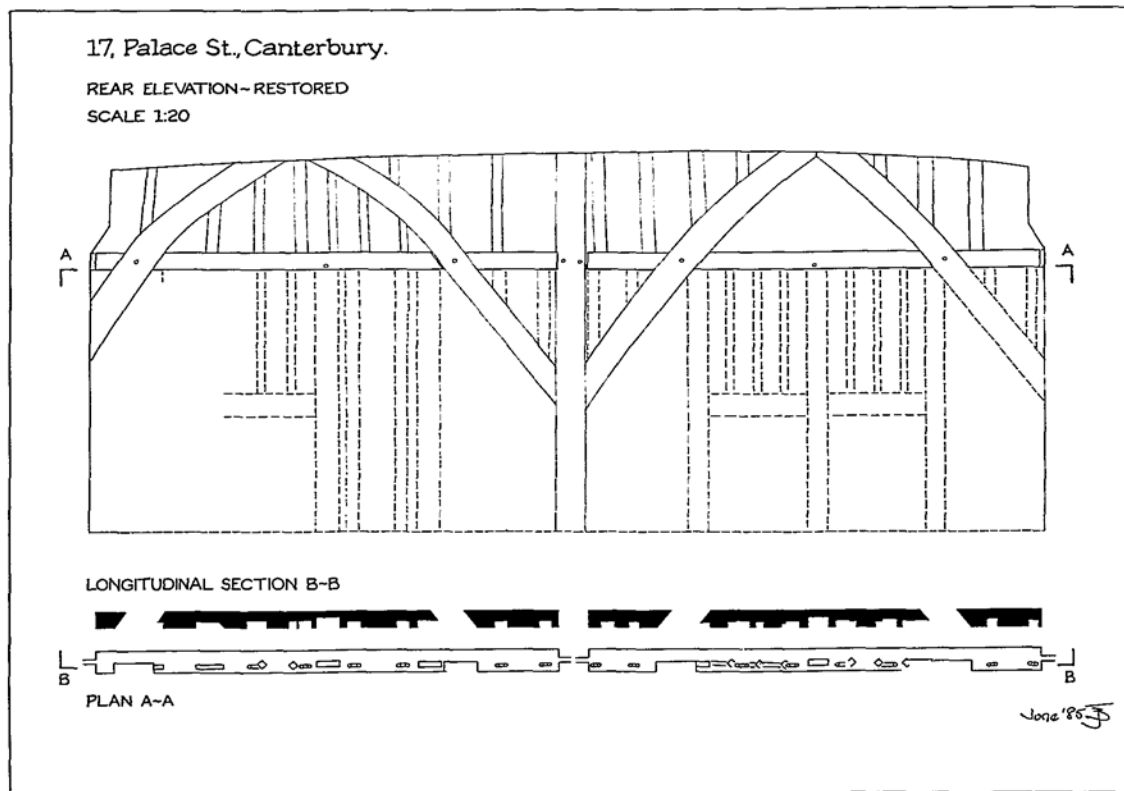 17, Palace St., Canterbury.
REAR ELEVATION~RESTORED
SCALE 1:20
A
A
LONGITUDINAL SECTION B~B
B
B
PLAN A~A
June '85